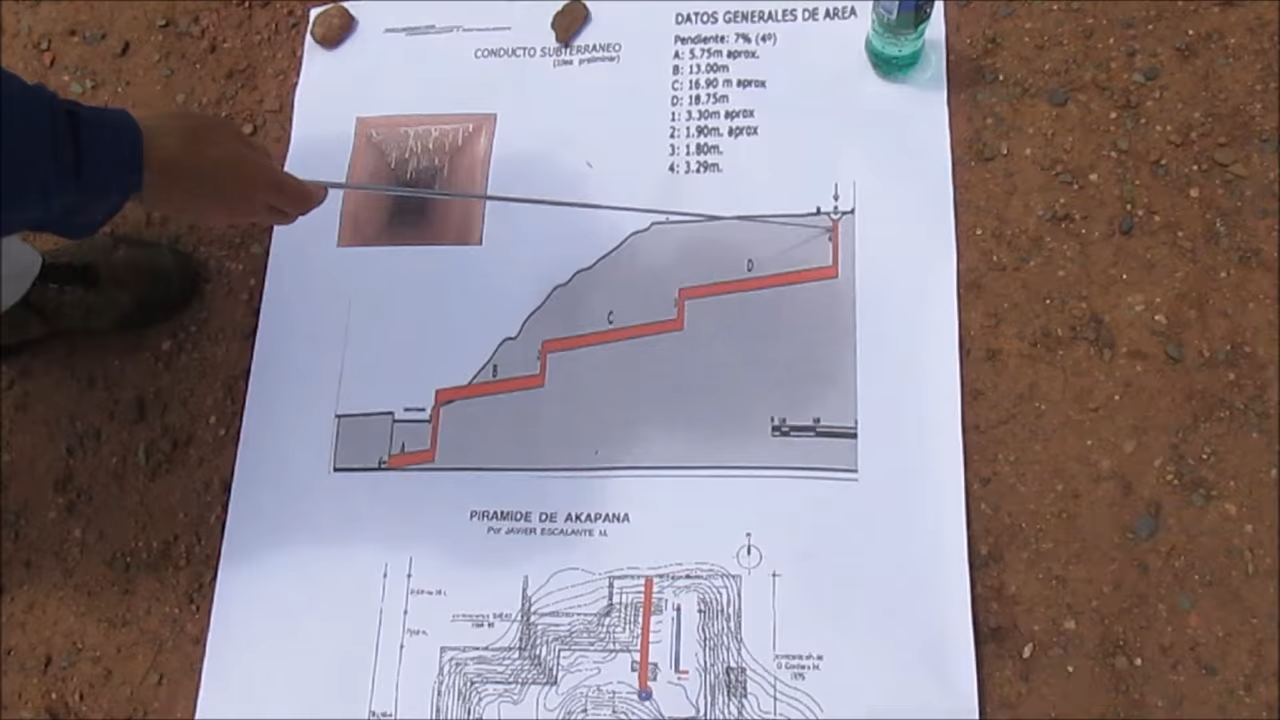 CONDUCTO SUBTERRANEO
(Idea preliminar)
DATOS GENERALES DE AREA
Pendiente: 7% (4º)
A: 5.75m aprox.
B: 13.00m
C: 16.90 m aprox
D: 18.75m
1: 3.30m aprox
2: 1.90m. aprox
3: 1.80m.
4: 3.29m.
D
C
B
A
PIRAMIDE DE AKAPANA
Por JAVIER ESCALANTE M.